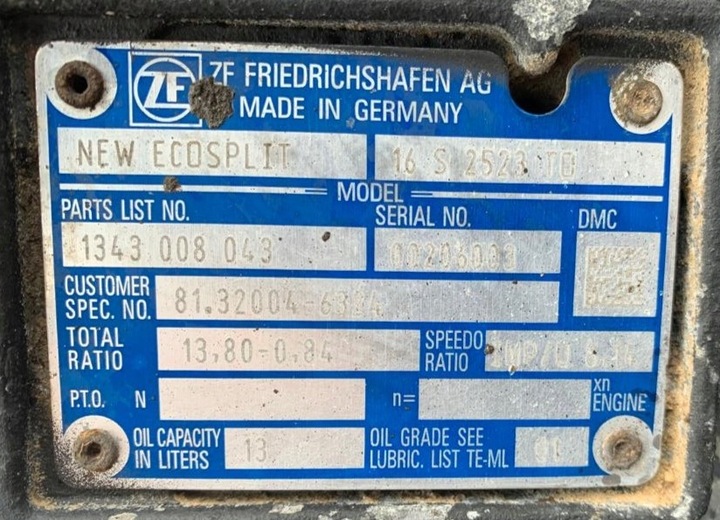 ZF
ZF FRIEDRICHSHAFEN AG
MADE IN GERMANY
NEW ECOSPLIT 16 S 2523 TD
MODEL
PARTS LIST NO. SERIAL NO. DMC
1343 008 043
CUSTOMER
SPEC. NO.
TOTAL
RATIO 13,80-0,84
SPEEDO
RATIO
P.T.O. N n= xn
ENGINE
OIL CAPACITY
IN LITERS 13
OIL GRADE SEE
LUBRIC. LIST TE-ML